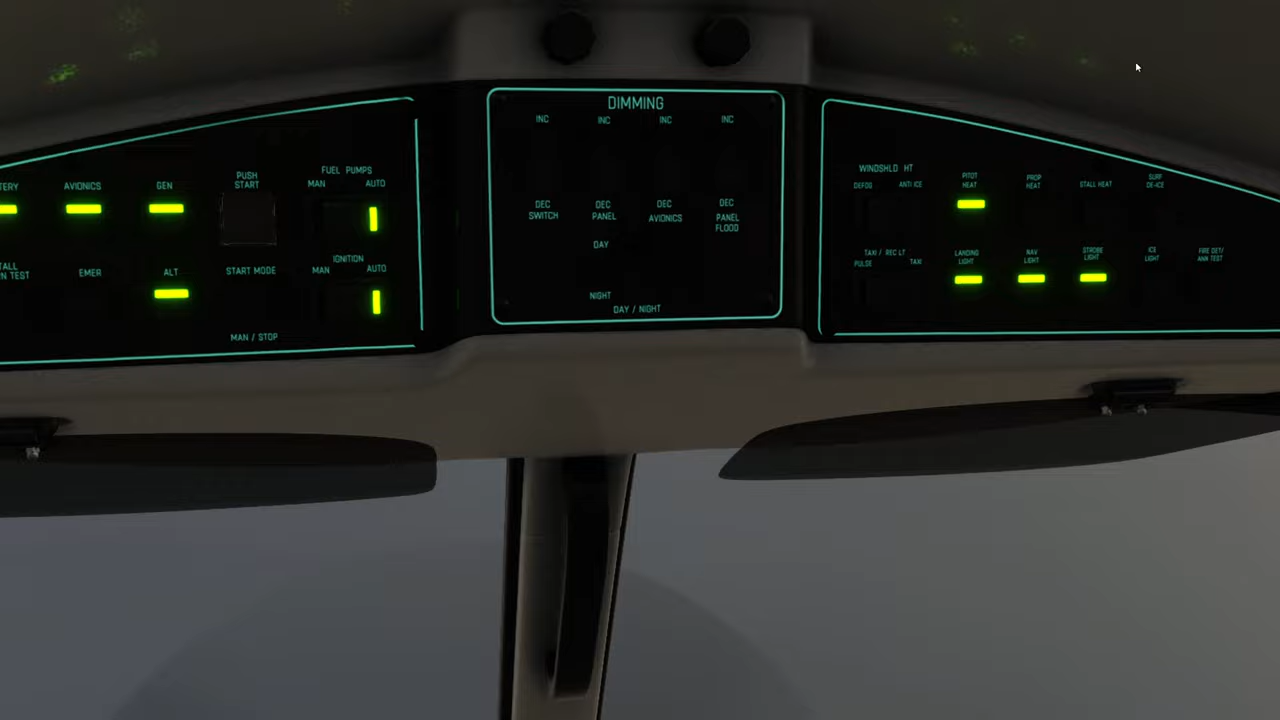 TERY
AVIONICS
GEN
PUSH
START
FUEL PUMPS
MAN
AUTO
TALL
N TEST
EMER
ALT
START MODE
IGNITION
MAN
AUTO
MAN / STOP
DIMMING
INC
INC
INC
INC
DEC
SWITCH
DEC
PANEL
DEC
AVIONICS
DEC
PANEL
FLOOD
DAY
NIGHT
DAY / NIGHT
WINDSHLD HT
DEFOG
ANTI ICE
PITOT
HEAT
PROP
HEAT
STALL HEAT
SURF
DE-ICE
TAXI / REC LT
PULSE
TAXI
LANDING
LIGHT
NAV
LIGHT
STROBE
LIGHT
ICE
LIGHT
FIRE DET/
ANN TEST